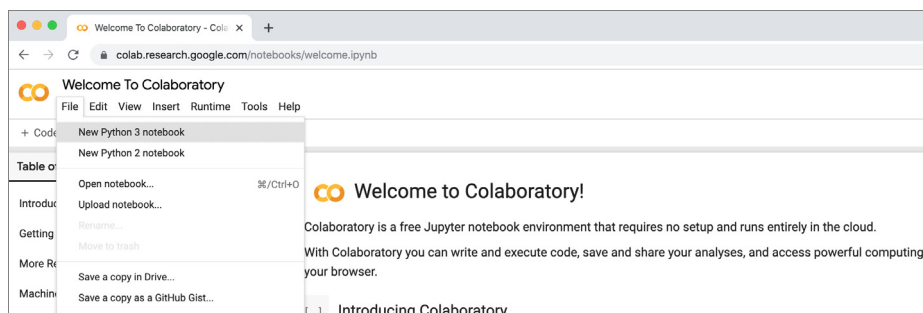 Welcome To Colaboratory - Cola
colab.research.google.com/notebooks/welcome.ipynb
Welcome To Colaboratory
File Edit View Insert Runtime Tools Help
+ Code
New Python 3 notebook
New Python 2 notebook
Table of
Open notebook... ⌘/Ctrl+O
Welcome to Colaboratory!
Introduc
Upload notebook...
Rename...
Colaboratory is a free Jupyter notebook environment that requires no setup and runs entirely in the cloud.
Getting
Move to trash
With Colaboratory you can write and execute code, save and share your analyses, and access powerful computing
More Re
your browser.
Save a copy in Drive...
Machin
Save a copy as a GitHub Gist...
[ ] Introducing Colaboratory